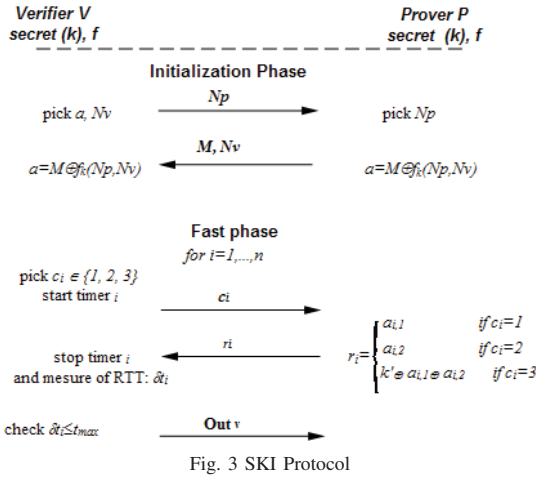 Verifier V
secret (k), f
Prover P
secret (k), f
Initialization Phase
Np
pick a, Nv
pick Np
M, Nv
a=M⊕fk(Np,Nv)
a=M⊕fk(Np,Nv)
Fast phase
for i=1,...,n
pick ci ∈ {1, 2, 3}
start timer i
ci
ri
stop timer i
and mesure of RTT: δti
ri= { ai,1 if ci=1
ai,2 if ci=2
k'⊕ ai,1⊕ ai,2 if ci=3
check δti≤tmax
Out v
Fig. 3 SKI Protocol